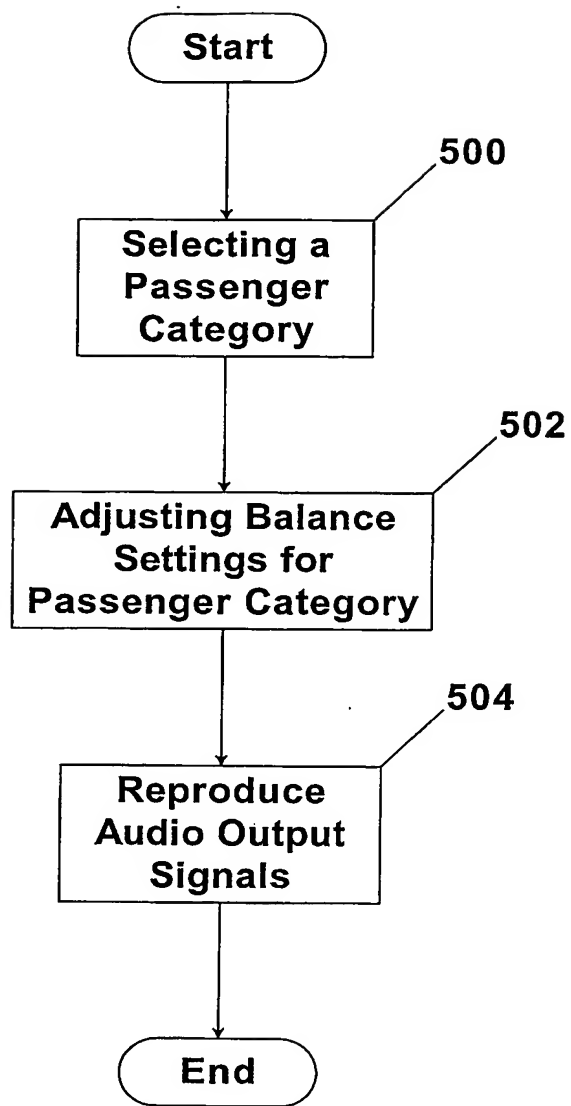 Start
500
Selecting a
Passenger
Category
502
Adjusting Balance
Settings for
Passenger Category
504
Reproduce
Audio Output
Signals
End